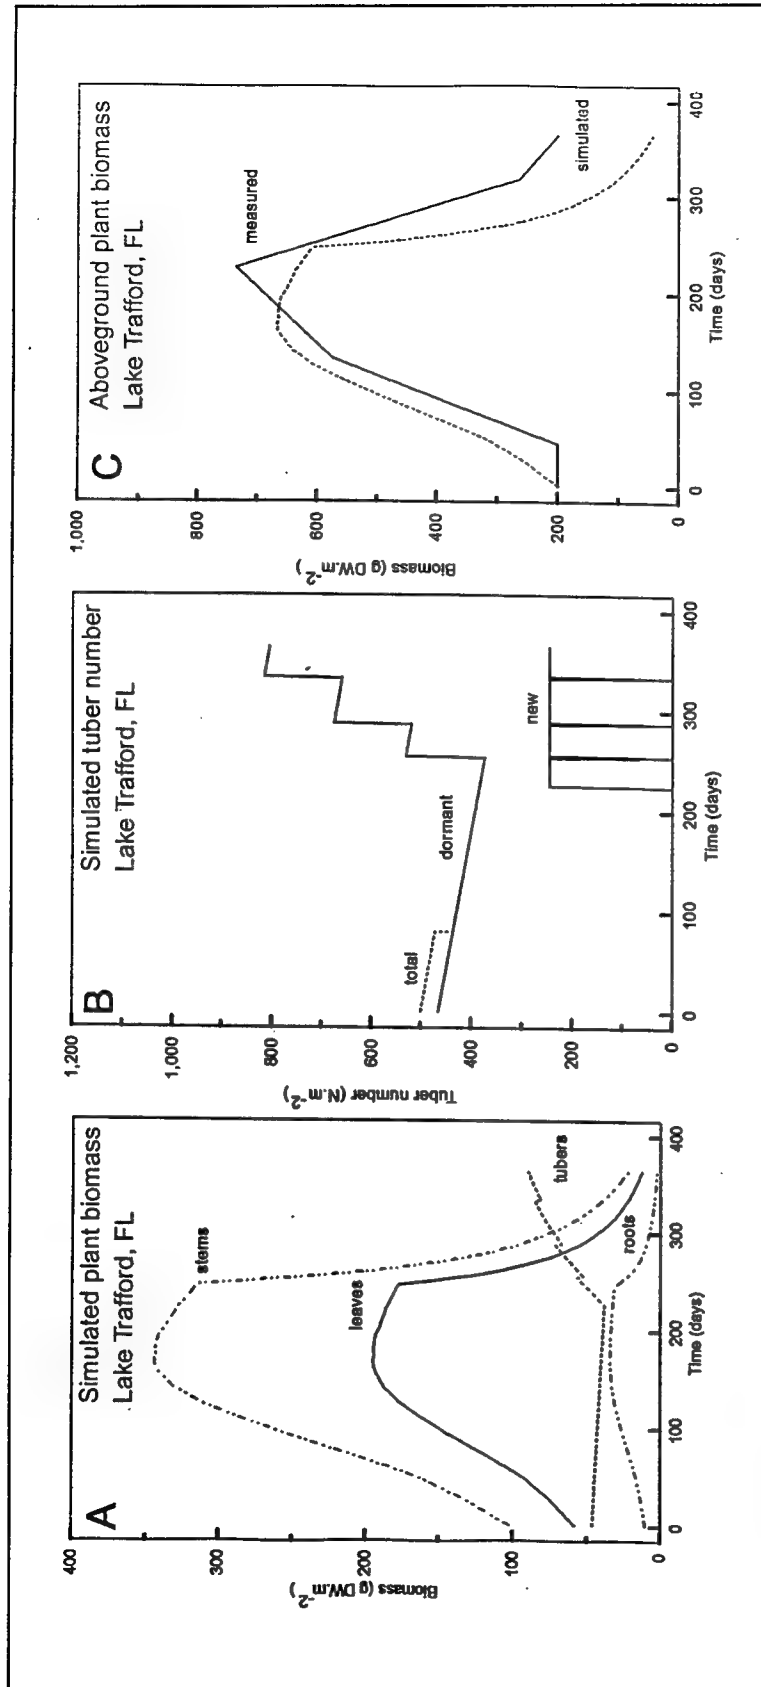 A
Simulated plant biomass
Lake Trafford, FL
Biomass (g DW.m⁻²)
400
300
200
100
0
stems
leaves
tubers
roots
0
100
200
300
400
Time (days)
B
Simulated tuber number
Lake Trafford, FL
Tuber number (N.m⁻²)
1,200
1,000
800
600
400
200
0
total
dormant
new
0
100
200
300
400
Time (days)
C
Aboveground plant biomass
Lake Trafford, FL
Biomass (g DW.m⁻²)
1,000
800
600
400
200
0
measured
simulated
0
100
200
300
400
Time (days)